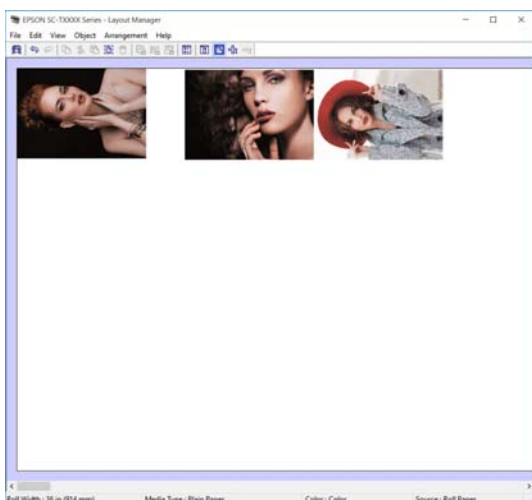 EPSON SC-TXXXX Series - Layout Manager
File Edit View Object Arrangement Help
Roll Width : 36 in (914 mm) Media Type : Plain Paper Color : Color Source : Roll Paper